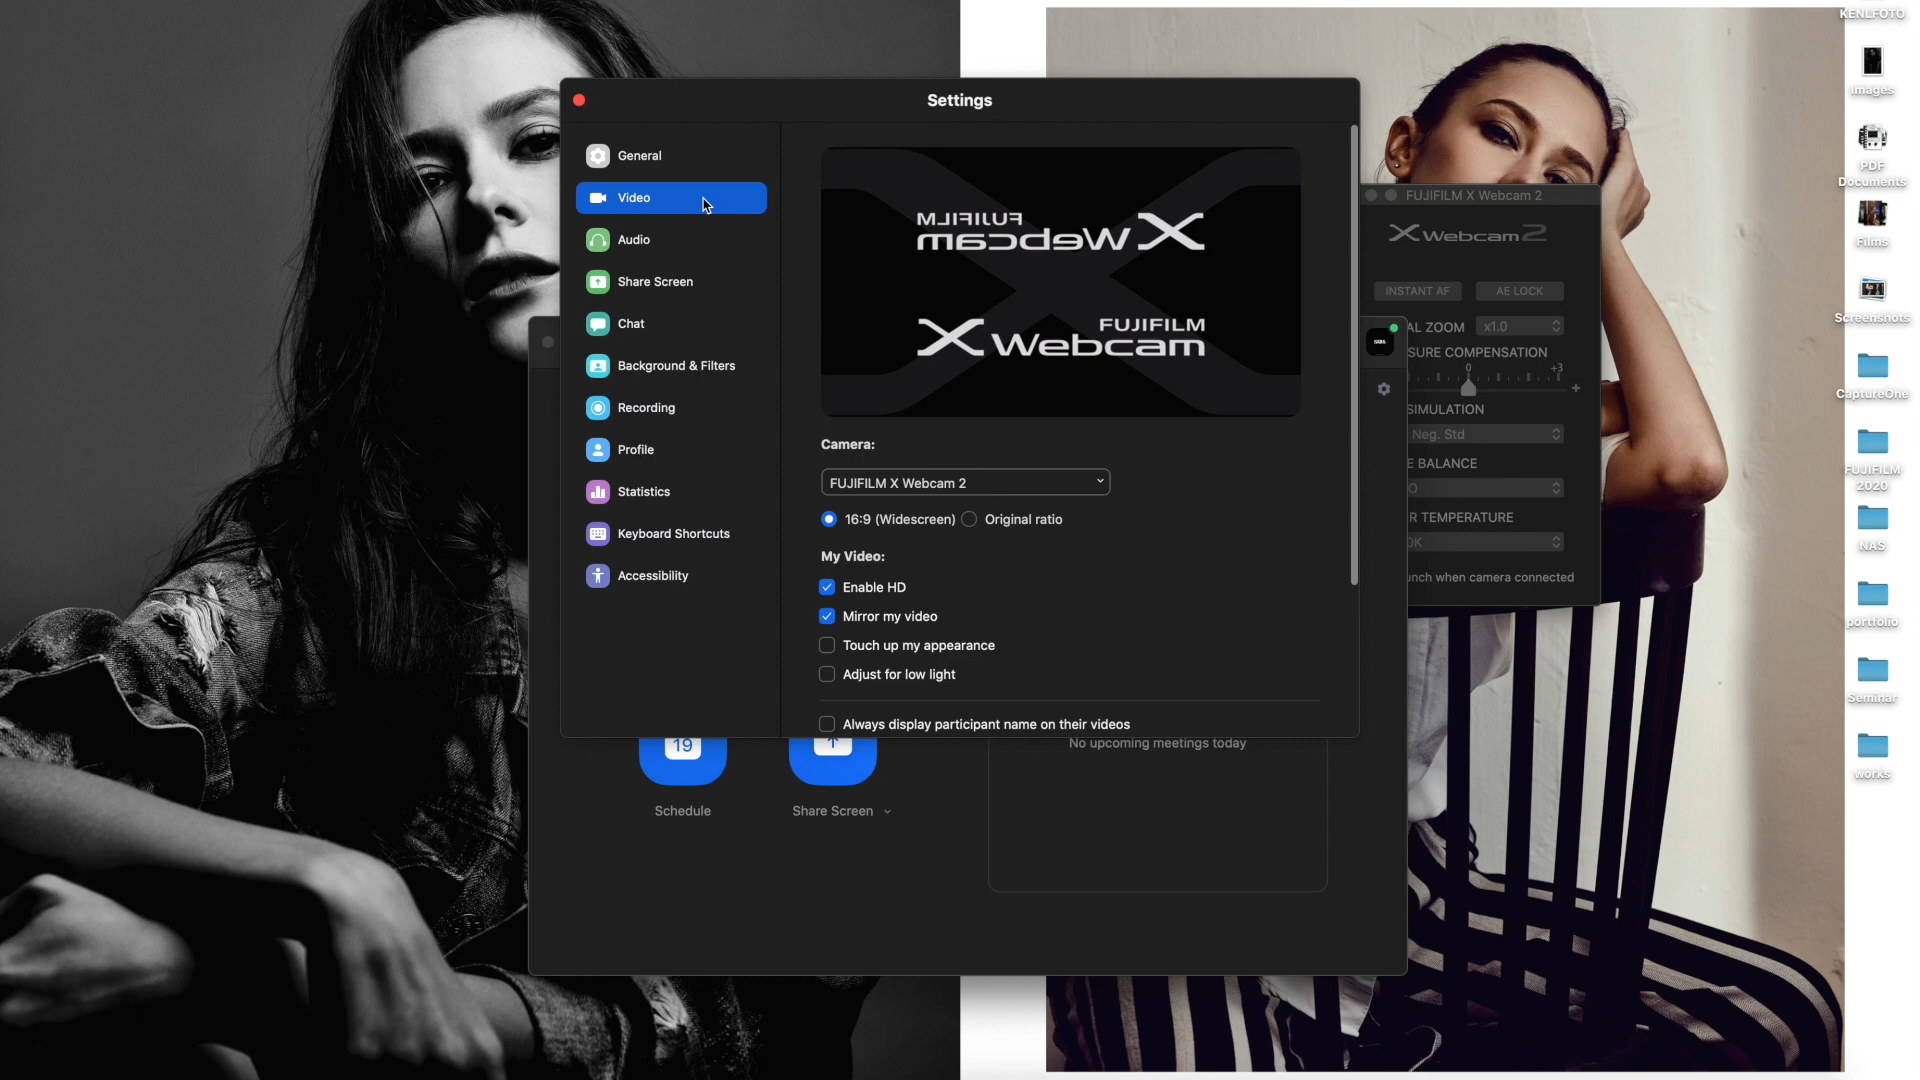 Settings
General
Video
Audio
Share Screen
Chat
Background & Filters
Recording
Profile
Statistics
Keyboard Shortcuts
Accessibility
FUJIFILM
X Webcam
FUJIFILM
X Webcam
Camera:
FUJIFILM X Webcam 2
16:9 (Widescreen)
Original ratio
My Video:
Enable HD
Mirror my video
Touch up my appearance
Adjust for low light
Always display participant name on their videos
19
Schedule
Share Screen
No upcoming meetings today
FUJIFILM X Webcam 2
X Webcam 2
INSTANT AF
AE LOCK
AL ZOOM
x1.0
SURE COMPENSATION
0
+3
+
SIMULATION
Neg. Std
E BALANCE
O
R TEMPERATURE
0K
unch when camera connected
KENLFOTO
images
PDF
Documents
Films
Screenshots
CaptureOne
FUJIFILM
2020
NAS
portfolio
Seminar
works